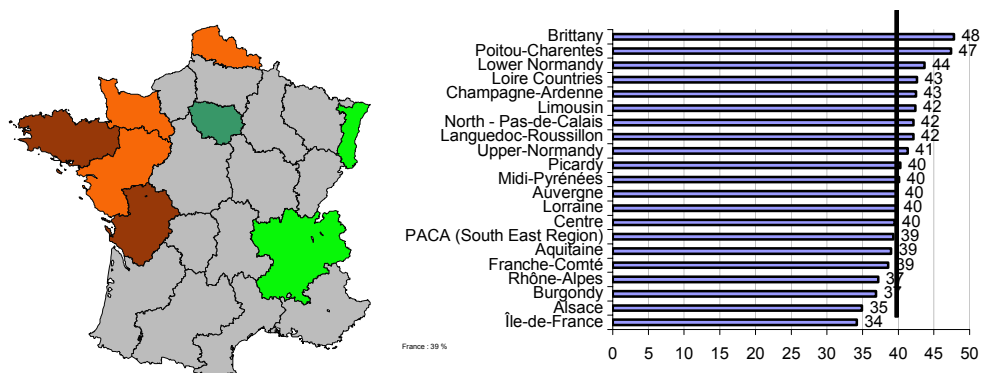 Brittany 48
Poitou-Charentes 47
Lower Normandy 44
Loire Countries 43
Champagne-Ardenne 43
Limousin 42
North - Pas-de-Calais 42
Languedoc-Roussillon 42
Upper-Normandy 41
Picardy 40
Midi-Pyrénées 40
Auvergne 40
Lorraine 40
Centre 40
PACA (South East Region) 39
Aquitaine 39
Franche-Comté 39
Rhône-Alpes 37
Burgondy 37
Alsace 35
Île-de-France 34
0 5 10 15 20 25 30 35 40 45 50
France : 39 %